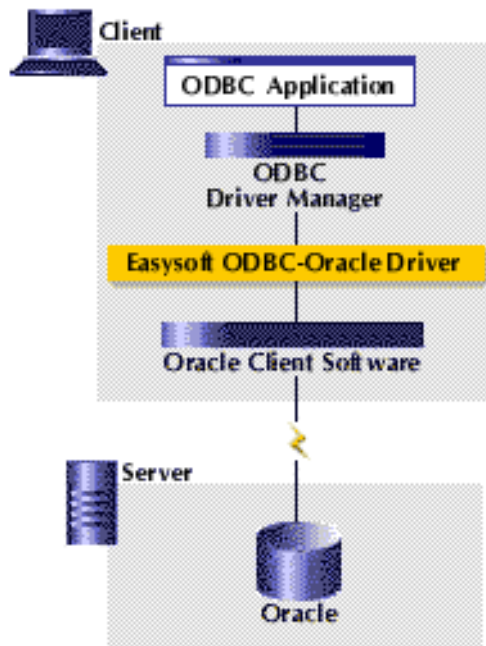 Client
ODBC Application
ODBC
Driver Manager
Easysoft ODBC-Oracle Driver
Oracle Client Software
Server
Oracle